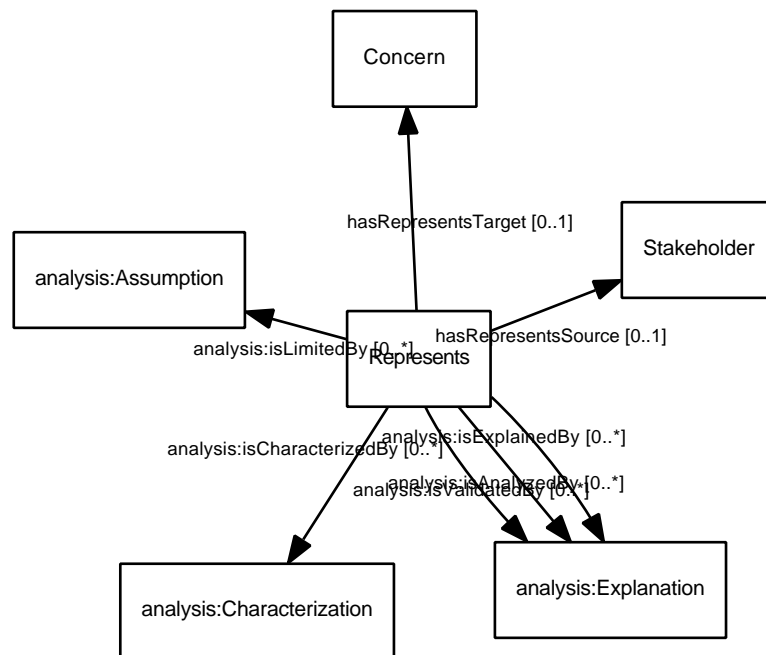 Concern
hasRepresentsTarget [0..1]
Stakeholder
analysis:Assumption
hasRepresentsSource [0..1]
analysis:isLimitedBy [0..*]
Represents
analysis:isExplainedBy [0..*]
analysis:isCharacterizedBy [0..*]
analysis:isAnalyzedBy [0..*]
analysis:isValidatedBy [0..*]
analysis:Explanation
analysis:Characterization